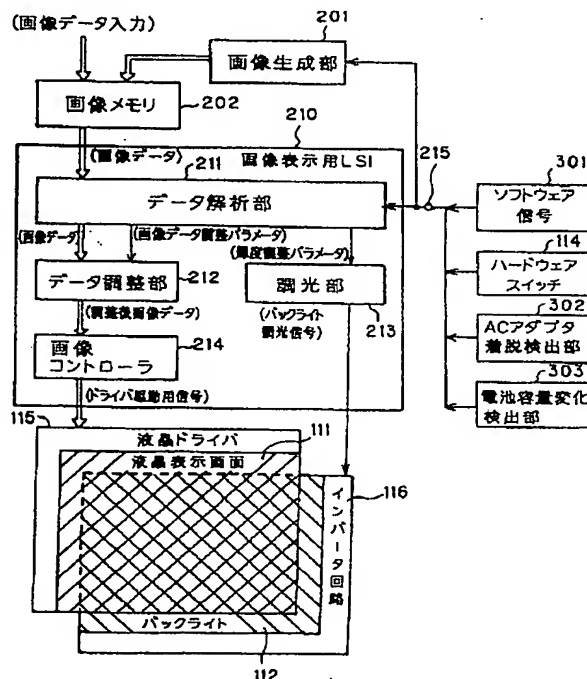 (画像データ入力)
201
画像生成部
画像メモリ
202
210
(画像データ)
211
画像表示用LSI
215
301
データ解析部
ソフトウェア
信号
(画像データ)
(画像データ調整パラメータ)
(輝度調整パラメータ)
114
ハードウェア
スイッチ
データ調整部
212
調光部
213
(調整後画像データ)
(バックライト
調光信号)
302
ACアダプタ
着脱検出部
画像
コントローラ
214
303
電池容量変化
検出部
(ドライバ駆動用信号)
115
液晶ドライバ
111
液晶表示画面
116
インバータ回路
バックライト
112